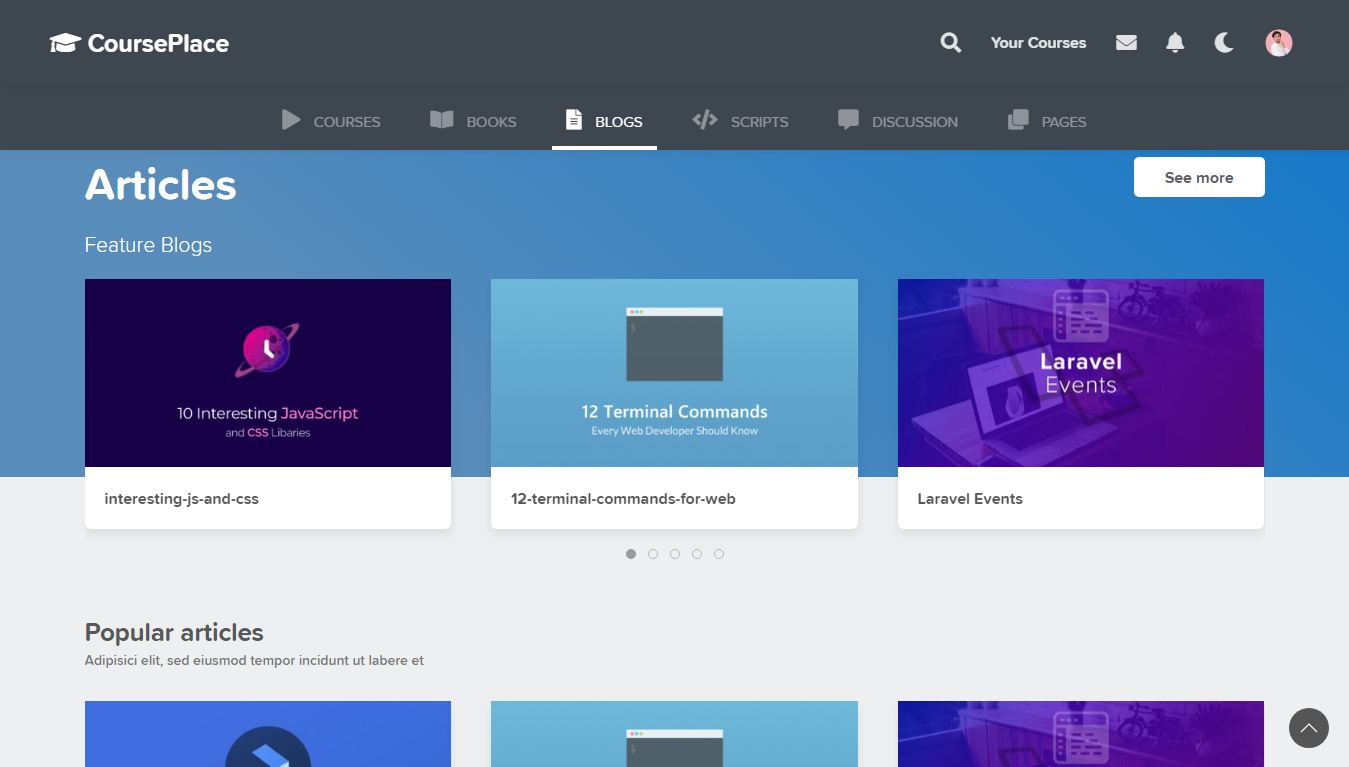 CoursePlace
Your Courses
COURSES
BOOKS
BLOGS
SCRIPTS
DISCUSSION
PAGES
Articles
See more
Feature Blogs
10 Interesting JavaScript
and CSS Libaries
$
12 Terminal Commands
Every Web Developer Should Know
Laravel
Events
interesting-js-and-css
12-terminal-commands-for-web
Laravel Events
Popular articles
Adipisici elit, sed eiusmod tempor incidunt ut labere et
$